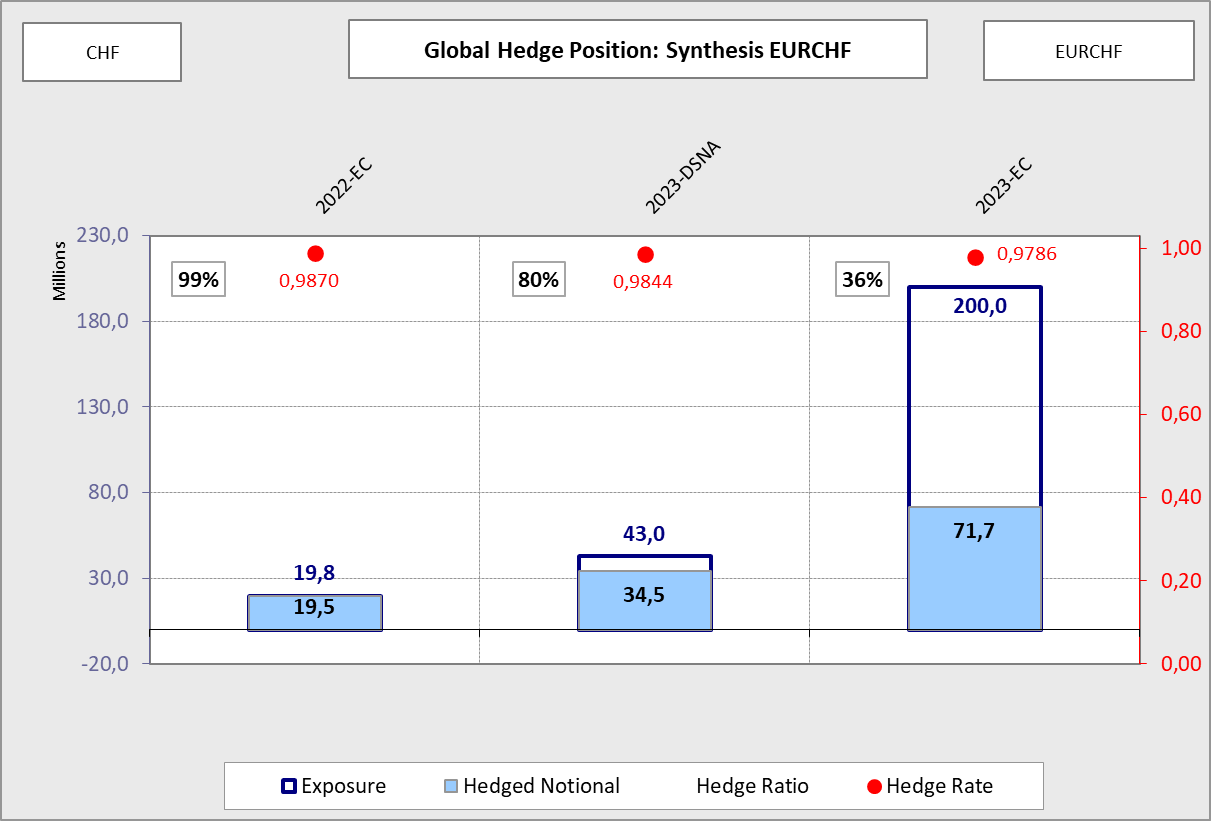 CHF
Global Hedge Position: Synthesis EURCHF
EURCHF
2022-EC
2023-DSNA
2023-EC
Millions
230,0
180,0
130,0
80,0
30,0
-20,0
99%
0,9870
80%
0,9844
36%
0,9786
200,0
71,7
43,0
34,5
19,8
19,5
1,00
0,80
0,60
0,40
0,20
0,00
Exposure
Hedged Notional
Hedge Ratio
Hedge Rate